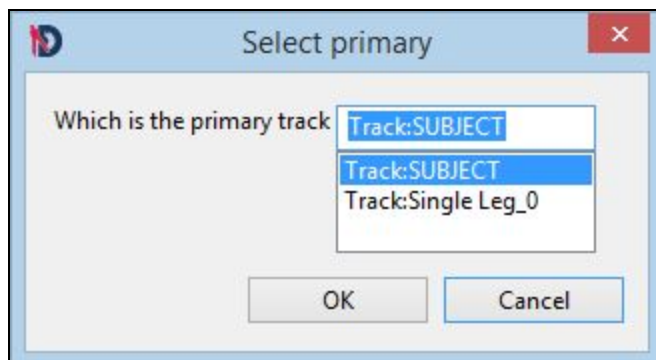 Select primary
Which is the primary track Track:SUBJECT
Track:SUBJECT
Track:Single Leg_0
OK Cancel